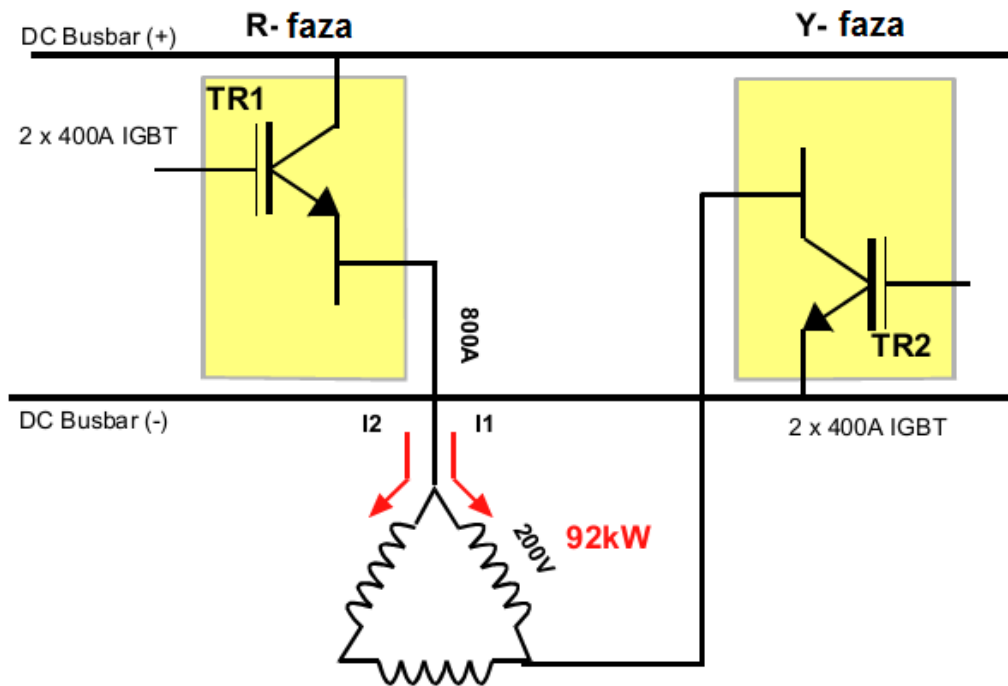 R- faza
Y- faza
DC Busbar (+)
TR1
2 x 400A IGBT
TR2
800A
DC Busbar (-)
I2
I1
2 x 400A IGBT
200V
92kW